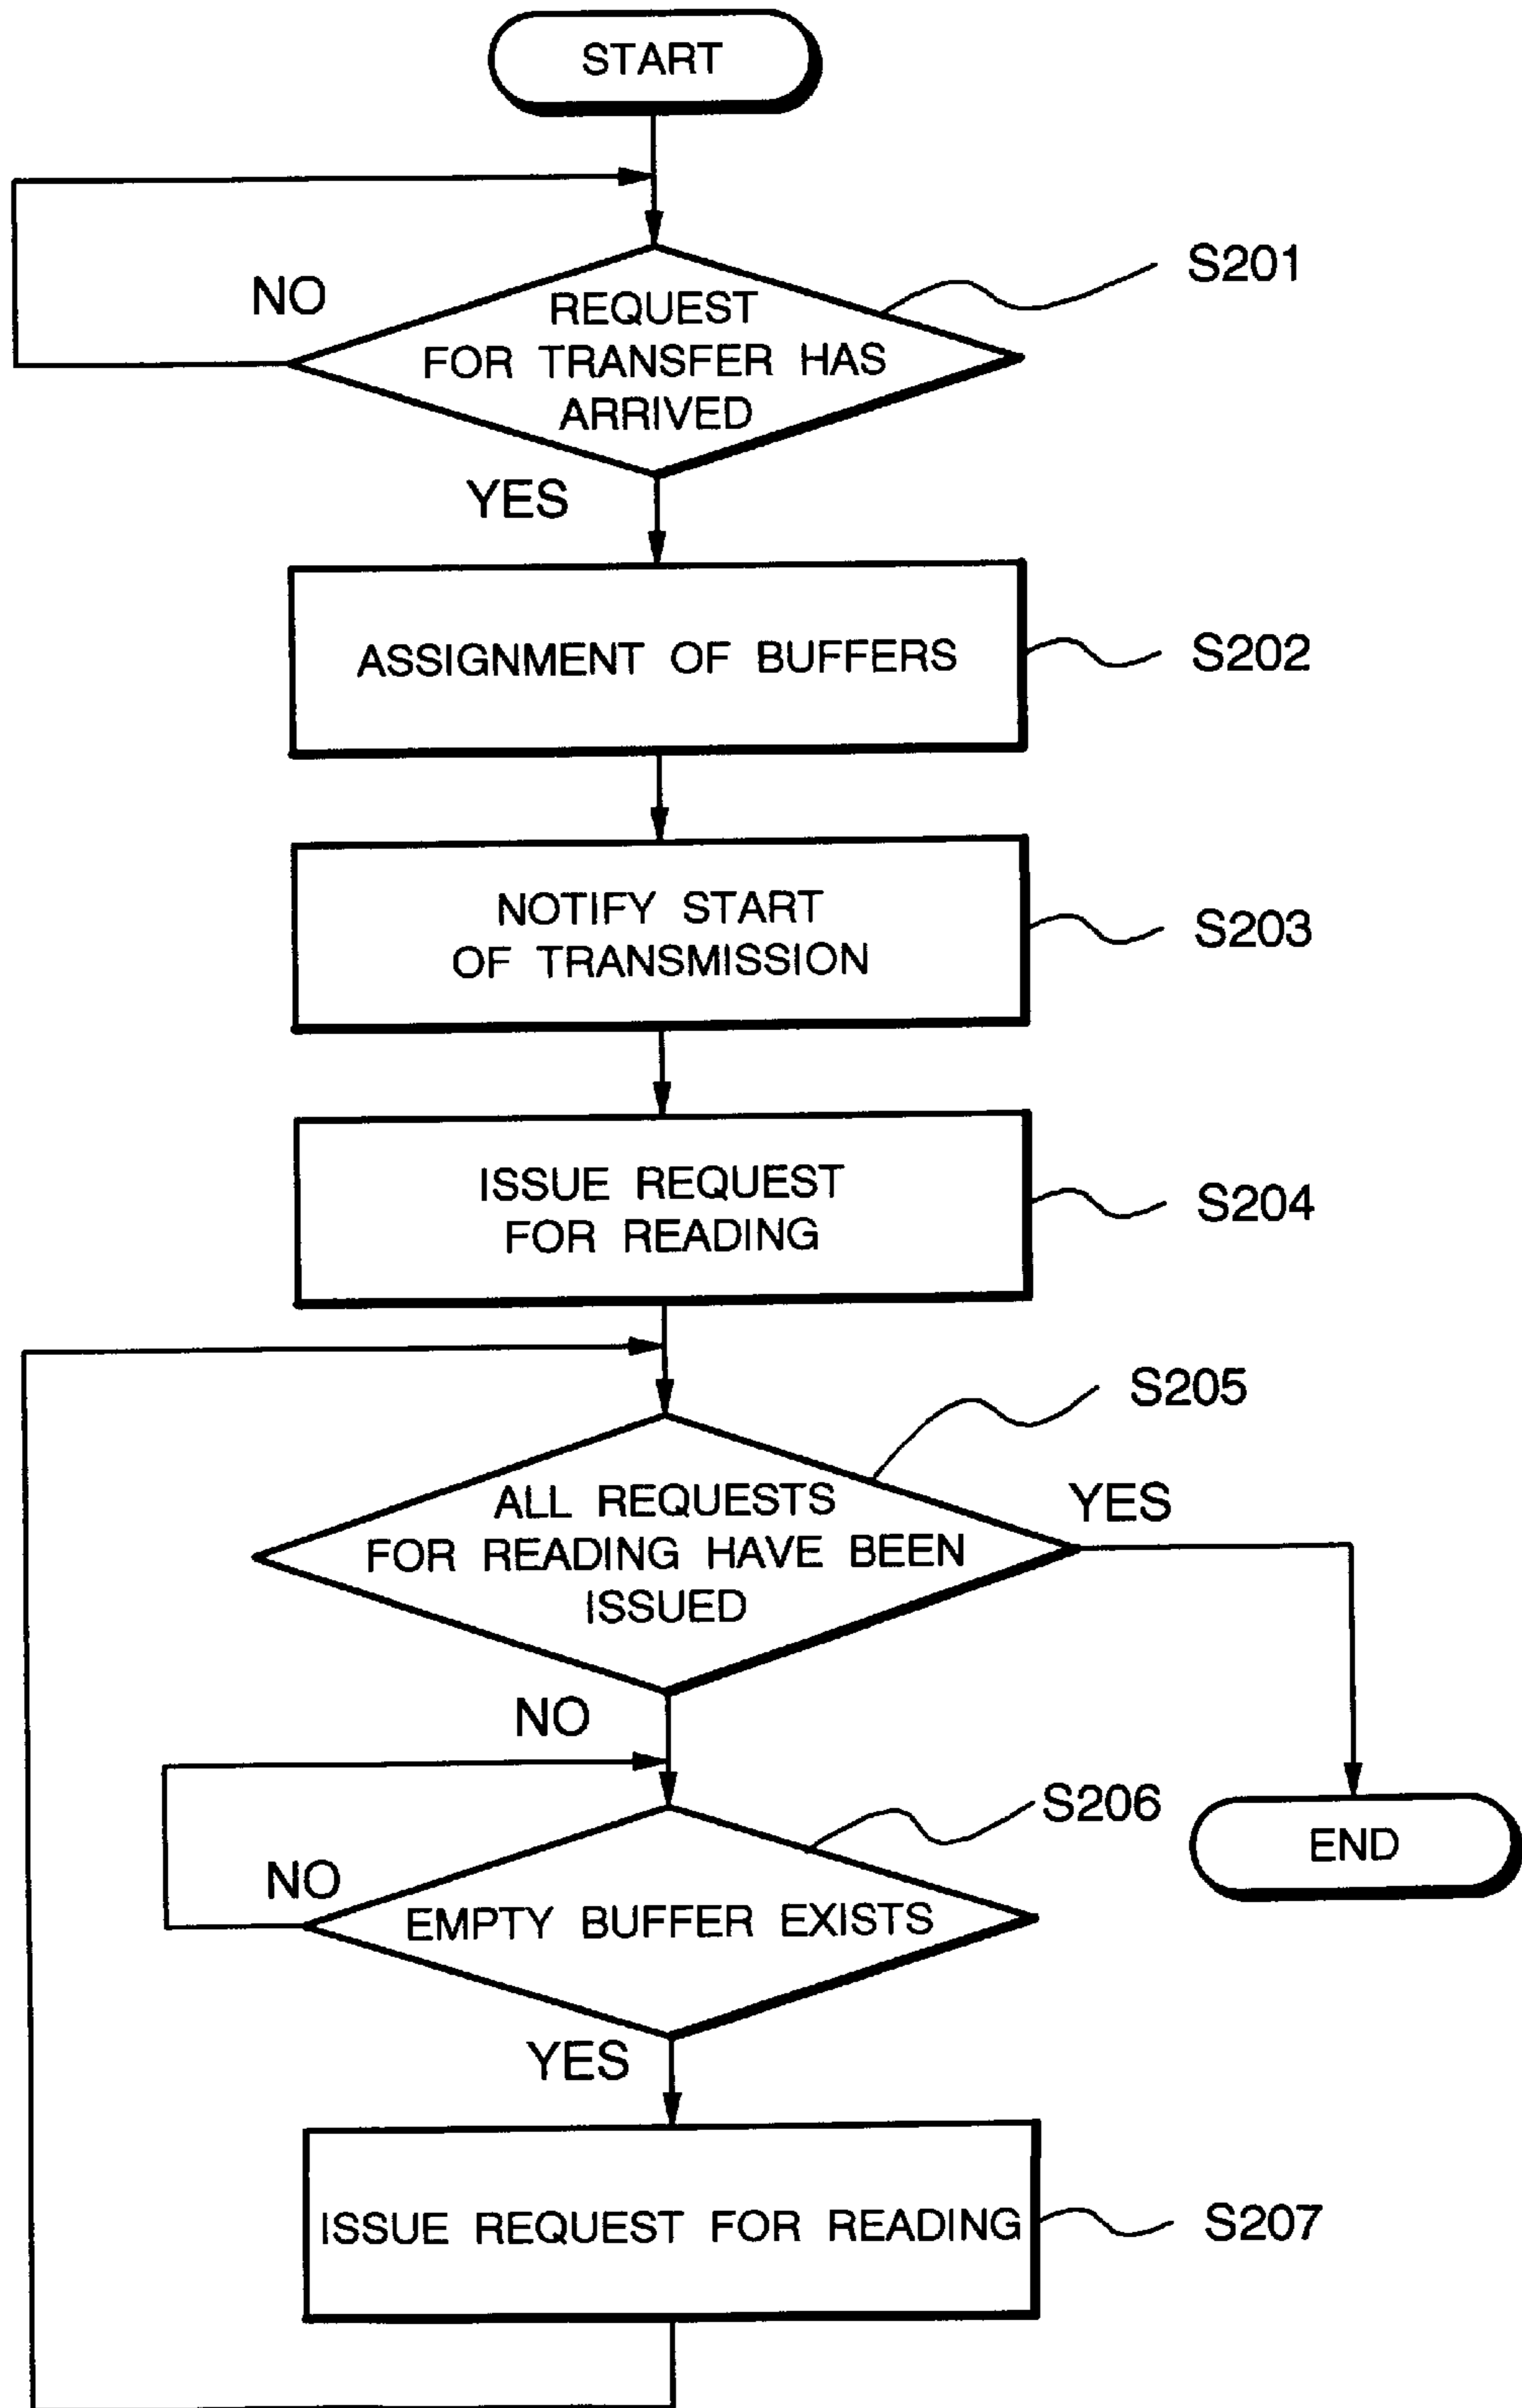 START
NO
S201
REQUEST
FOR TRANSFER HAS
ARRIVED
YES
ASSIGNMENT OF BUFFERS
S202
NOTIFY START
OF TRANSMISSION
S203
ISSUE REQUEST
FOR READING
S204
S205
ALL REQUESTS
FOR READING HAVE BEEN
ISSUED
YES
NO
S206
NO
EMPTY BUFFER EXISTS
END
YES
ISSUE REQUEST FOR READING
S207